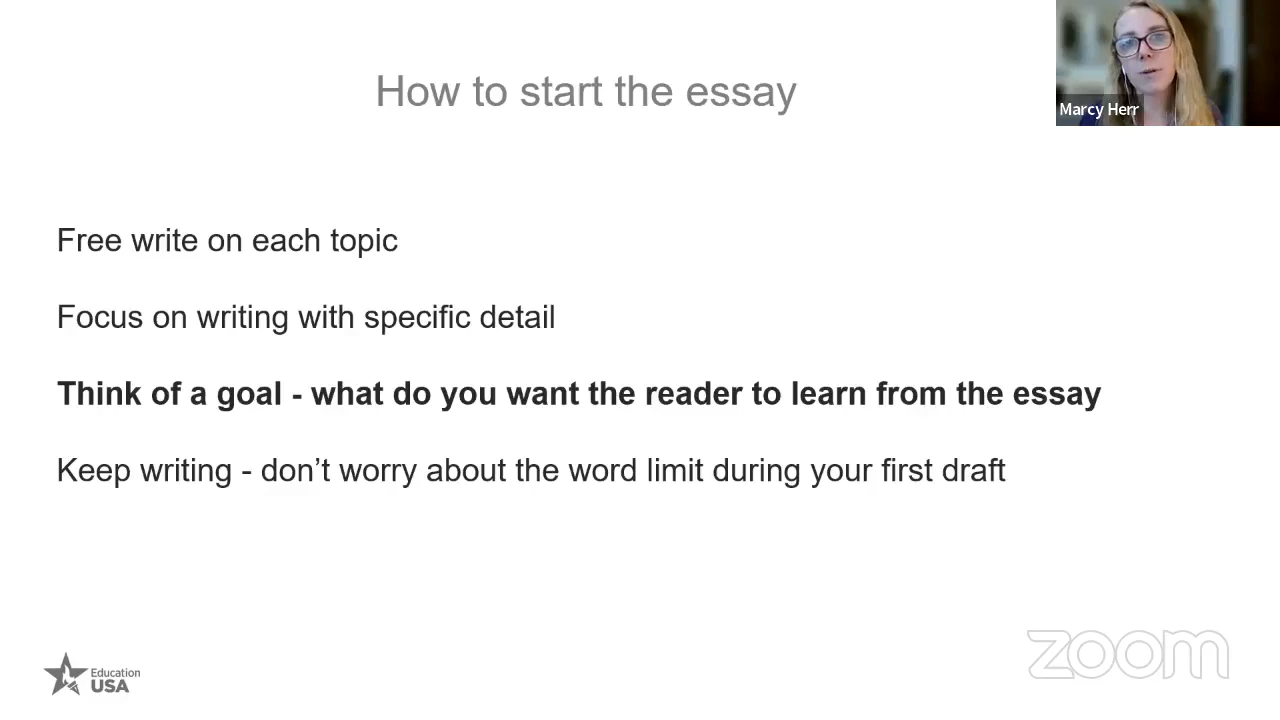 How to start the essay
Marcy Herr
Free write on each topic
Focus on writing with specific detail
Think of a goal - what do you want the reader to learn from the essay
Keep writing - don’t worry about the word limit during your first draft
Education
USA
zoom